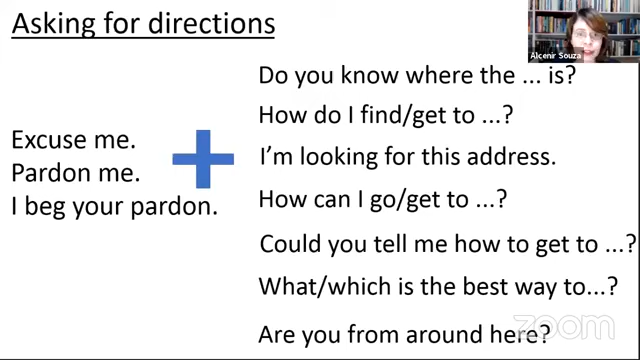 Asking for directions
Alcenir Souza
Do you know where the ... is?
How do I find/get to ...?
Excuse me.
I'm looking for this address.
Pardon me.
I beg your pardon.
How can I go/get to ...?
Could you tell me how to get to ...?
What/which is the best way to...?
Are you from around here?
zoom